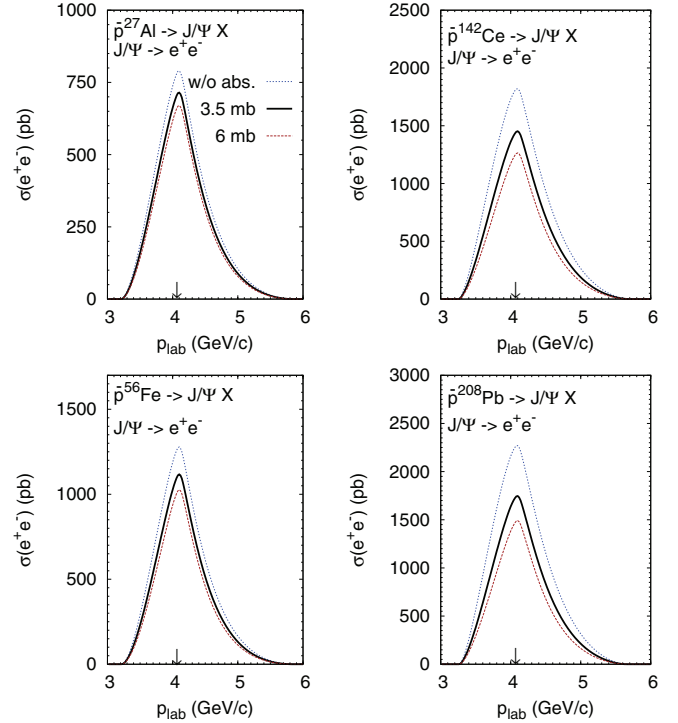 p̄²⁷Al -> J/Ψ X
J/Ψ -> e⁺e⁻
w/o abs.
3.5 mb
6 mb
σ(e⁺e⁻) (pb)
1000
750
500
250
0
3 4 5 6
p_lab (GeV/c)
p̄¹⁴²Ce -> J/Ψ X
J/Ψ -> e⁺e⁻
σ(e⁺e⁻) (pb)
2500
2000
1500
1000
500
0
3 4 5 6
p_lab (GeV/c)
p̄⁵⁶Fe -> J/Ψ X
J/Ψ -> e⁺e⁻
σ(e⁺e⁻) (pb)
1500
1000
500
0
3 4 5 6
p_lab (GeV/c)
p̄²⁰⁸Pb -> J/Ψ X
J/Ψ -> e⁺e⁻
σ(e⁺e⁻) (pb)
3000
2500
2000
1500
1000
500
0
3 4 5 6
p_lab (GeV/c)